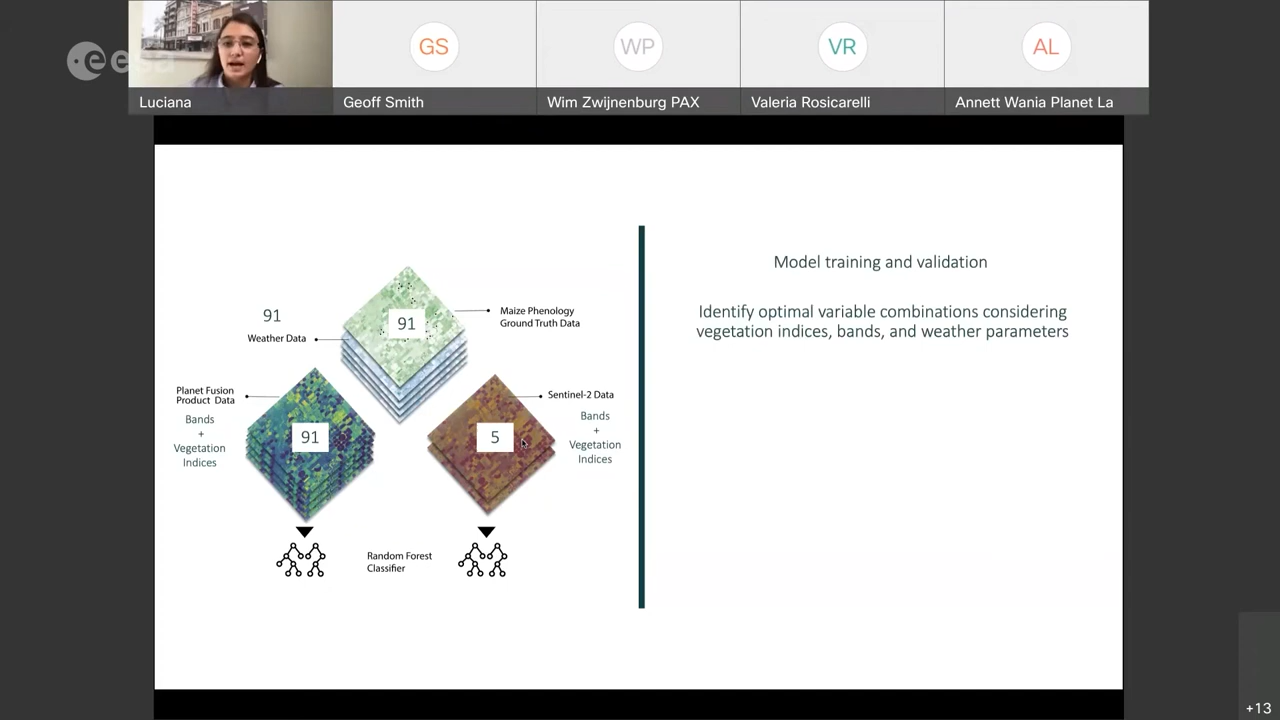 esa
GS
WP
VR
AL
Luciana
Geoff Smith
Wim Zwijnenburg PAX
Valeria Rosicarelli
Annett Wania Planet La
91
Weather Data
91
Maize Phenology
Ground Truth Data
Planet Fusion
Product Data
Bands
+
Vegetation
Indices
91
5
Sentinel-2 Data
Bands
+
Vegetation
Indices
Random Forest
Classifier
Model training and validation
Identify optimal variable combinations considering
vegetation indices, bands, and weather parameters
+13